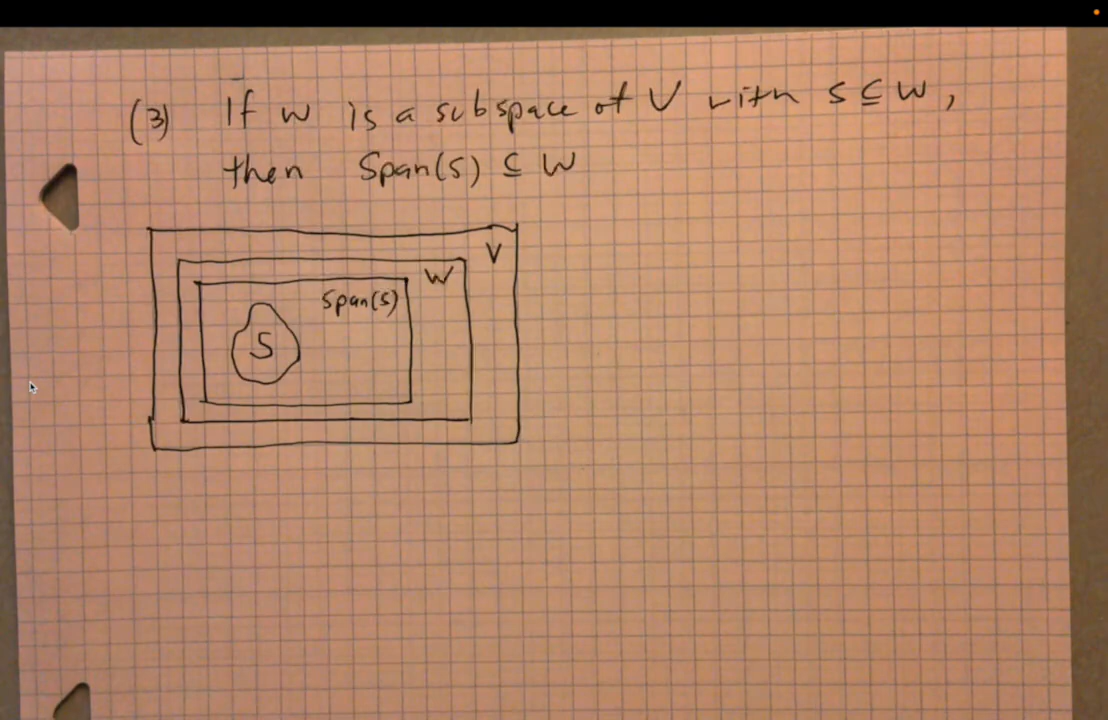 (3) If W is a subspace of V with S ⊆ W,
then Span(S) ⊆ W
V
W
Span(S)
S